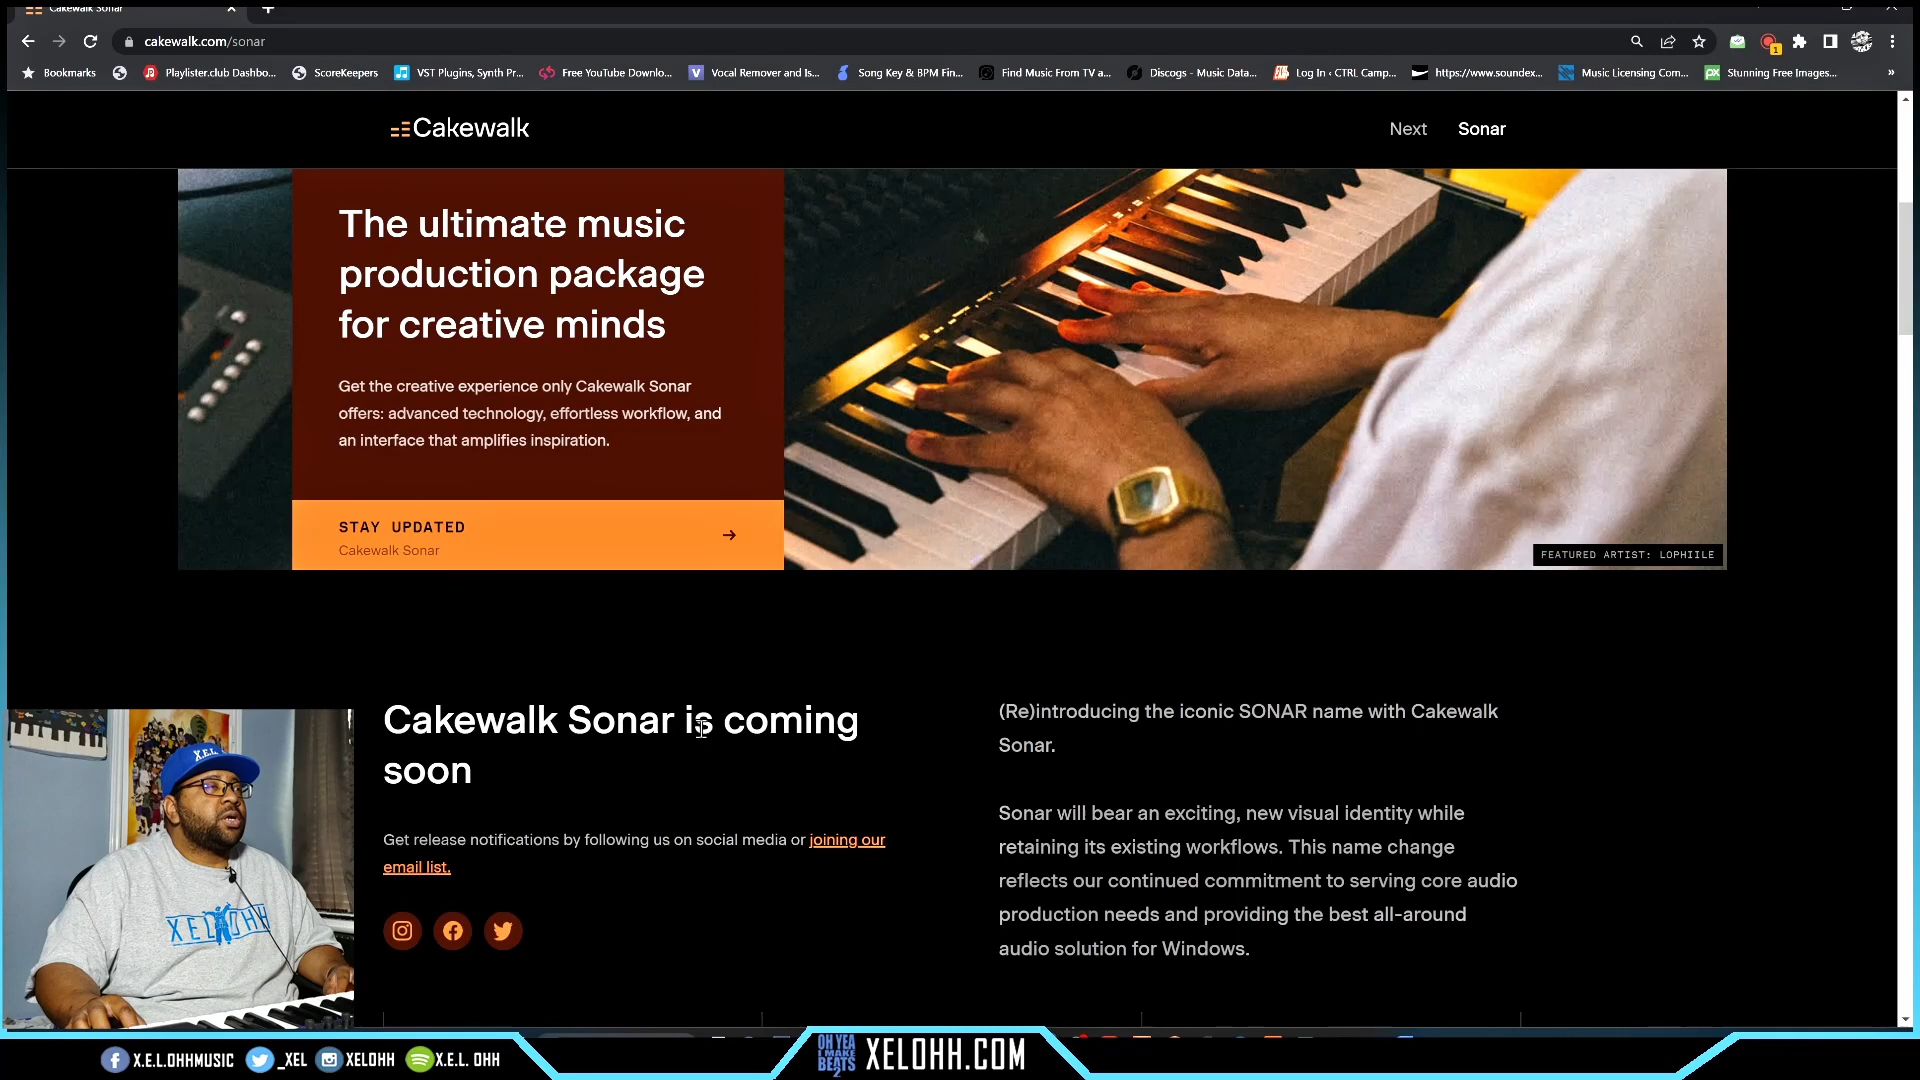 Cakewalk Sonar
cakewalk.com/sonar
1
Bookmarks
Playlister.club Dashbo...
ScoreKeepers
VST Plugins, Synth Pr...
Free YouTube Downlo...
Vocal Remover and Is...
Song Key & BPM Fin...
Find Music From TV a...
Discogs - Music Data...
Log In ‹ CTRL Camp...
https://www.soundex...
Music Licensing Com...
Stunning Free Images...
»
Cakewalk
Next
Sonar
The ultimate music
production package
for creative minds
Get the creative experience only Cakewalk Sonar
offers: advanced technology, effortless workflow, and
an interface that amplifies inspiration.
STAY UPDATED
Cakewalk Sonar
FEATURED ARTIST: LOPHIILE
Cakewalk Sonar is coming
soon
Get release notifications by following us on social media or joining our
email list.
(Re)introducing the iconic SONAR name with Cakewalk
Sonar.
Sonar will bear an exciting, new visual identity while
retaining its existing workflows. This name change
reflects our continued commitment to serving core audio
production needs and providing the best all-around
audio solution for Windows.
X.E.L.
XELOHH
X.E.L.OHHMUSIC
_XEL
XELOHH
X.E.L. OHH
OH YEA
I MAKE
BEATS
2
XELOHH.COM